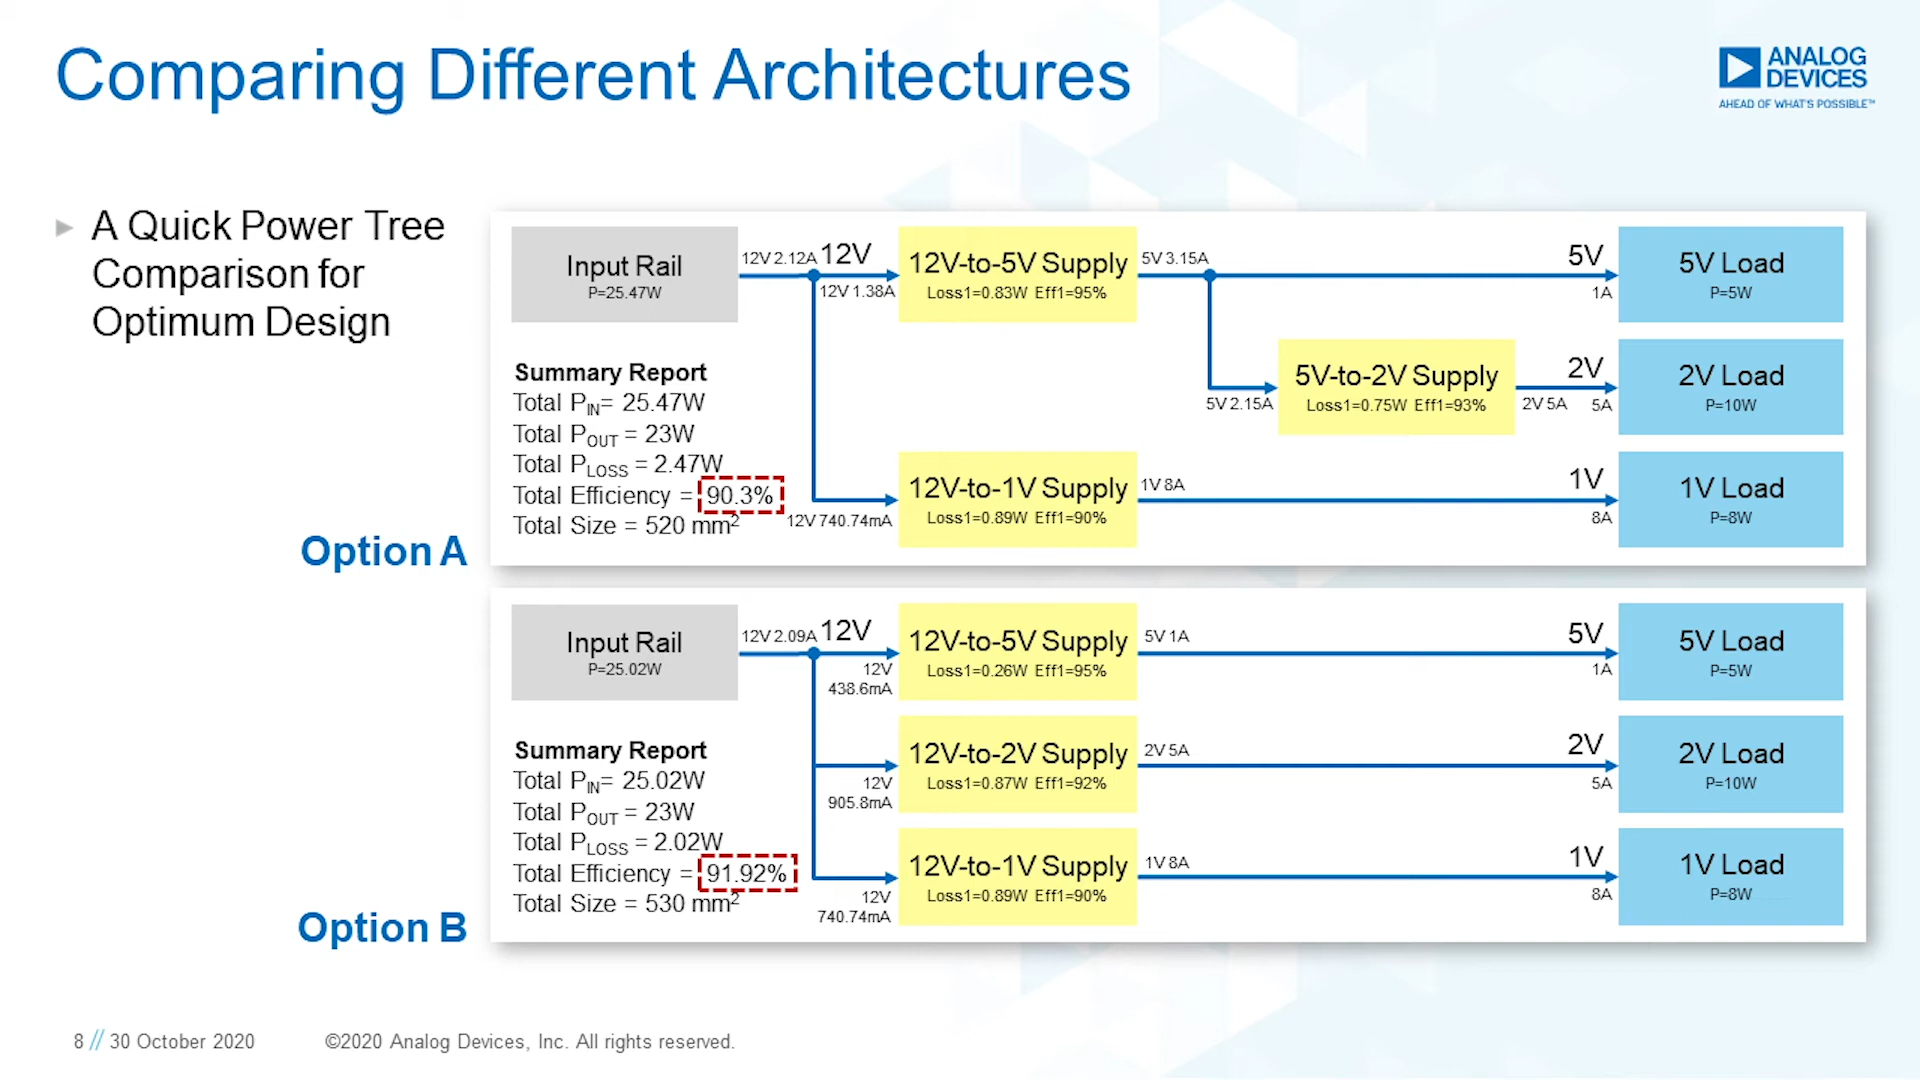 Comparing Different Architectures
ANALOG
DEVICES
AHEAD OF WHAT'S POSSIBLE™
A Quick Power Tree
Comparison for
Optimum Design
Option A
Input Rail
P=25.47W
12V 2.12A 12V
12V 1.38A
12V-to-5V Supply
Loss1=0.83W Eff1=95%
5V 3.15A
5V
1A
5V Load
P=5W
5V 2.15A
5V-to-2V Supply
Loss1=0.75W Eff1=93%
2V 5A
2V
5A
2V Load
P=10W
Summary Report
Total PIN= 25.47W
Total POUT = 23W
Total PLOSS = 2.47W
Total Efficiency = 90.3%
Total Size = 520 mm²
12V 740.74mA
12V-to-1V Supply
Loss1=0.89W Eff1=90%
1V 8A
1V
8A
1V Load
P=8W
Option B
Input Rail
P=25.02W
12V 2.09A 12V
12V
438.6mA
12V-to-5V Supply
Loss1=0.26W Eff1=95%
5V 1A
5V
1A
5V Load
P=5W
12V
905.8mA
12V-to-2V Supply
Loss1=0.87W Eff1=92%
2V 5A
2V
5A
2V Load
P=10W
Summary Report
Total PIN= 25.02W
Total POUT = 23W
Total PLOSS = 2.02W
Total Efficiency = 91.92%
Total Size = 530 mm²
12V
740.74mA
12V-to-1V Supply
Loss1=0.89W Eff1=90%
1V 8A
1V
8A
1V Load
P=8W
8 // 30 October 2020 ©2020 Analog Devices, Inc. All rights reserved.